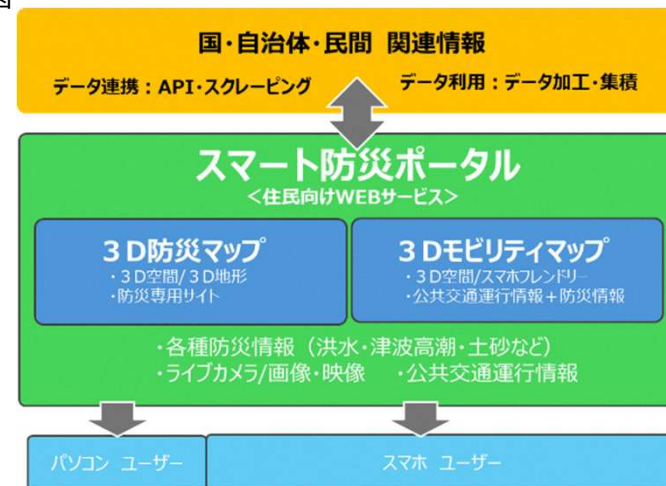 国・自治体・民間 関連情報
データ連携：API・スクレーピング
データ利用：データ加工・集積
スマート防災ポータル
＜住民向けWEBサービス＞
３D防災マップ
・３D空間/３D地形
・防災専用サイト
３Dモビリティマップ
・３D空間/スマホフレンドリー
・公共交通運行情報＋防災情報
・各種防災情報（洪水・津波高潮・土砂など）
・ライブカメラ/画像・映像　・公共交通運行情報
パソコン ユーザー
スマホ ユーザー